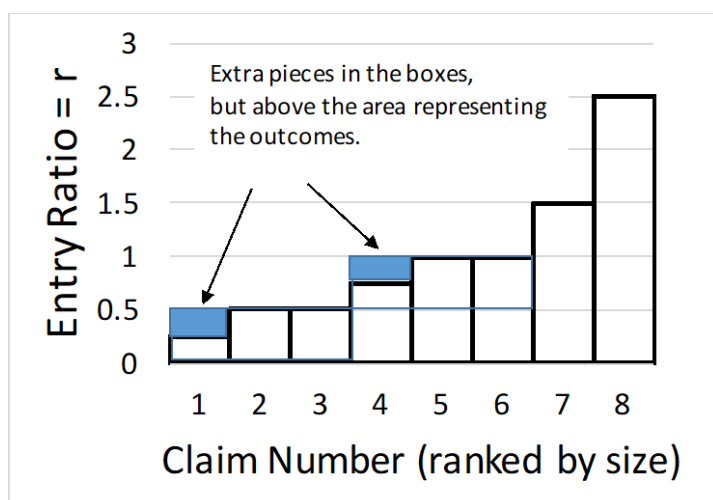 Entry Ratio = r
3
2.5
2
1.5
1
0.5
0
Extra pieces in the boxes,
but above the area representing
the outcomes.
1 2 3 4 5 6 7 8
Claim Number (ranked by size)